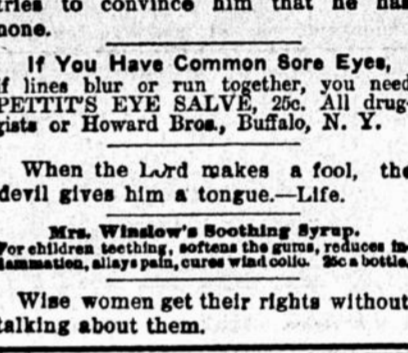 tries to convince him that he has
none.
If You Have Common Sore Eyes,
if lines blur or run together, you need
PETTIT'S EYE SALVE, 25c. All drug-
gists or Howard Bros., Buffalo, N. Y.
When the Lord makes a fool, the
devil gives him a tongue.—Life.
Mrs. Winslow's Soothing Syrup.
For children teething, softens the gums, reduces in-
flammation, allays pain, cures wind colic. 25c a bottle.
Wise women get their rights without
talking about them.